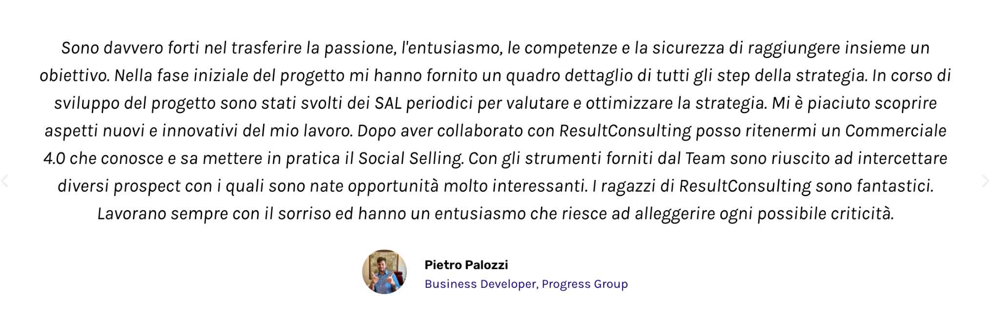 Sono davvero forti nel trasferire la passione, l'entusiasmo, le competenze e la sicurezza di raggiungere insieme un
obiettivo. Nella fase iniziale del progetto mi hanno fornito un quadro dettaglio di tutti gli step della strategia. In corso di
sviluppo del progetto sono stati svolti dei SAL periodici per valutare e ottimizzare la strategia. Mi è piaciuto scoprire
aspetti nuovi e innovativi del mio lavoro. Dopo aver collaborato con ResultConsulting posso ritenermi un Commerciale
4.0 che conosce e sa mettere in pratica il Social Selling. Con gli strumenti forniti dal Team sono riuscito ad intercettare
diversi prospect con i quali sono nate opportunità molto interessanti. I ragazzi di ResultConsulting sono fantastici.
Lavorano sempre con il sorriso ed hanno un entusiasmo che riesce ad alleggerire ogni possibile criticità.
Pietro Palozzi
Business Developer, Progress Group